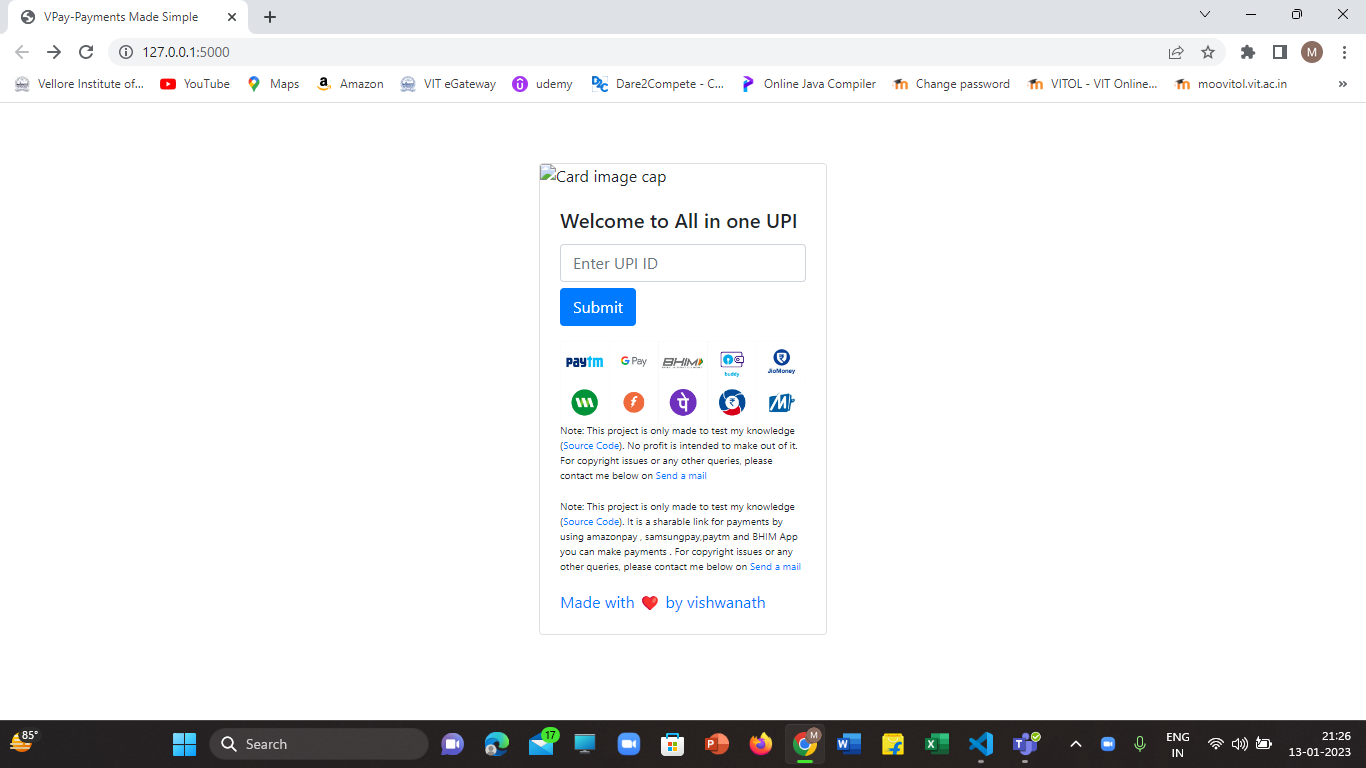 VPay-Payments Made Simple
127.0.0.1:5000
M
Vellore Institute of... YouTube Maps Amazon VIT eGateway udemy Dare2Compete - C... Online Java Compiler Change password VITOL - VIT Online... moovitol.vit.ac.in »
Card image cap
Welcome to All in one UPI
Enter UPI ID
Submit
paytm G Pay BHIM buddy JioMoney
Note: This project is only made to test my knowledge
(Source Code). No profit is intended to make out of it.
For copyright issues or any other queries, please
contact me below on Send a mail
Note: This project is only made to test my knowledge
(Source Code). It is a sharable link for payments by
using amazonpay , samsungpay,paytm and BHIM App
you can make payments . For copyright issues or any
other queries, please contact me below on Send a mail
Made with ❤️ by vishwanath
85°
Search
17
M
ENG
IN
21:26
13-01-2023